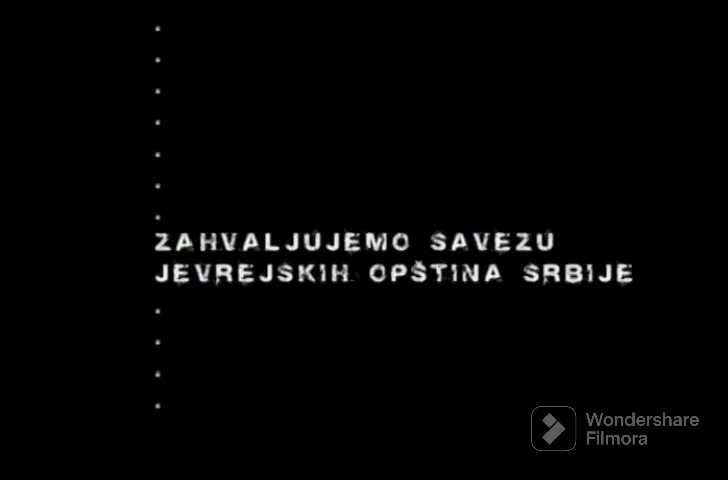 .
.
.
.
.
.
.
ZAHVALJUJEMO SAVEZU
JEVREJSKIH OPŠTINA SRBIJE
.
.
.
.
Wondershare
Filmora